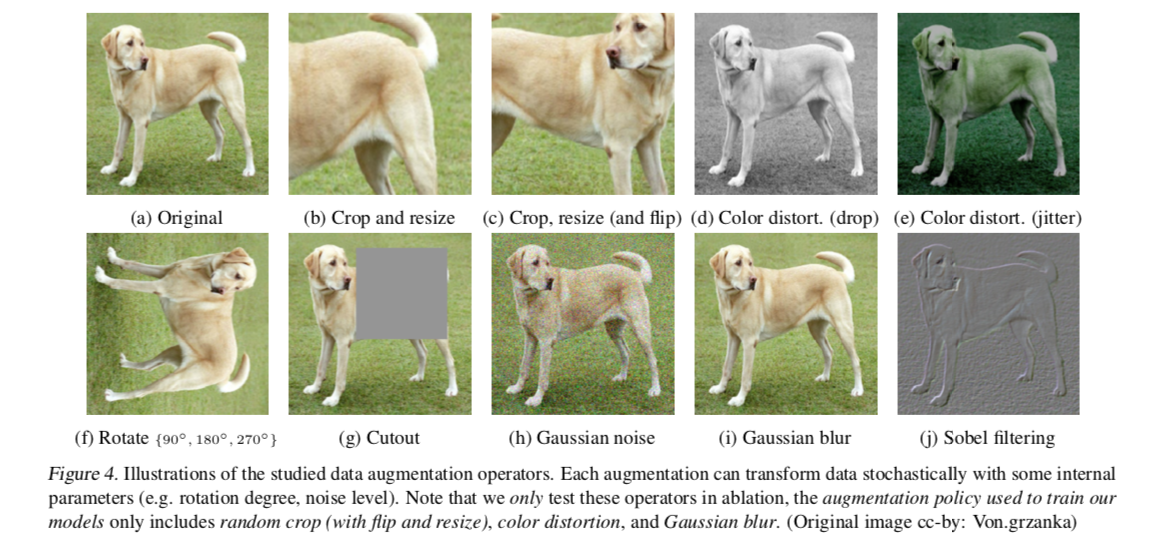 (a) Original
(b) Crop and resize
(c) Crop, resize (and flip)
(d) Color distort. (drop)
(e) Color distort. (jitter)
(f) Rotate {90°, 180°, 270°}
(g) Cutout
(h) Gaussian noise
(i) Gaussian blur
(j) Sobel filtering
Figure 4. Illustrations of the studied data augmentation operators. Each augmentation can transform data stochastically with some internal
parameters (e.g. rotation degree, noise level). Note that we only test these operators in ablation, the augmentation policy used to train our
models only includes random crop (with flip and resize), color distortion, and Gaussian blur. (Original image cc-by: Von.grzanka)